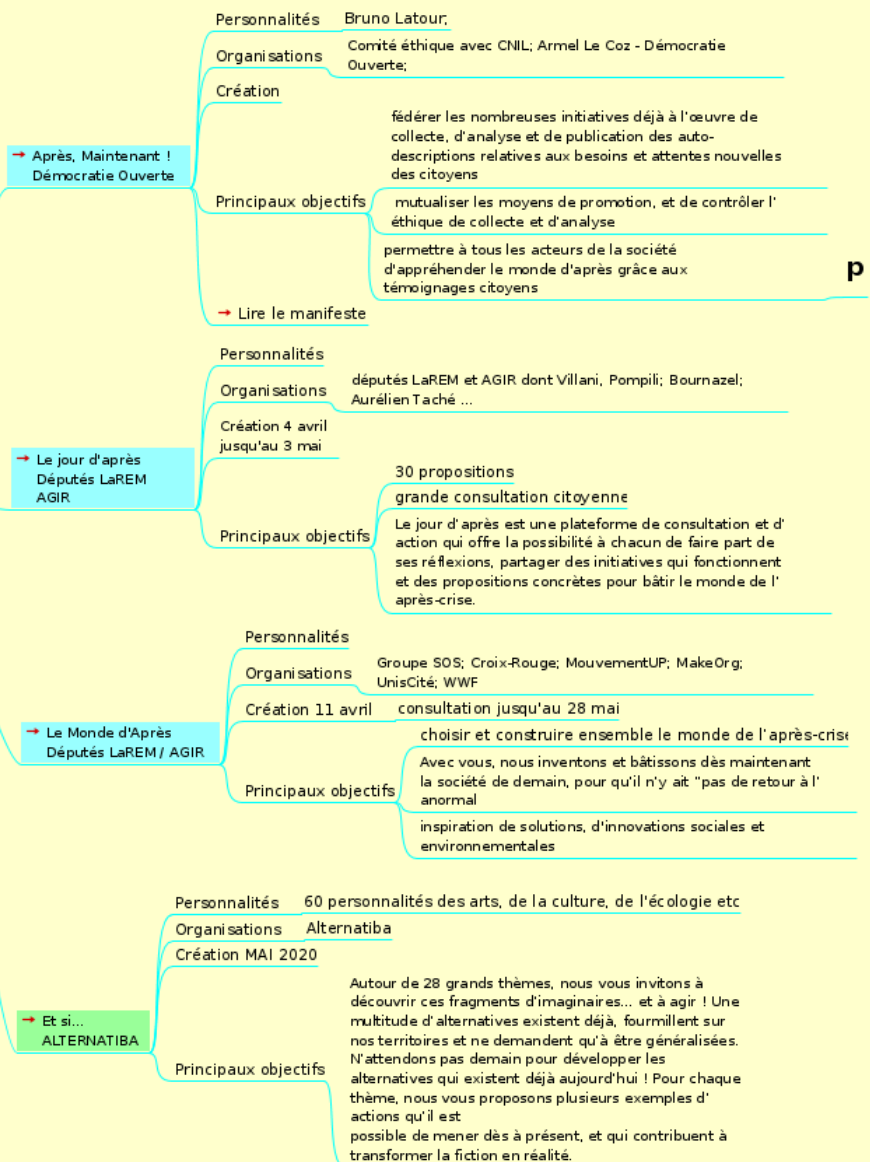 Personnalités
Bruno Latour;
Organisations
Comité éthique avec CNIL; Armel Le Coz - Démocratie
Ouverte;
Création
→ Après, Maintenant !
Démocratie Ouverte
Principaux objectifs
fédérer les nombreuses initiatives déjà à l'œuvre de
collecte, d'analyse et de publication des auto-
descriptions relatives aux besoins et attentes nouvelles
des citoyens
mutualiser les moyens de promotion, et de contrôler l'
éthique de collecte et d'analyse
permettre à tous les acteurs de la société
d'appréhender le monde d'après grâce aux
témoignages citoyens
p
→ Lire le manifeste
Personnalités
Organisations
députés LaREM et AGIR dont Villani, Pompili; Bournazel;
Aurélien Taché ...
Création 4 avril
jusqu'au 3 mai
→ Le jour d'après
Députés LaREM
AGIR
Principaux objectifs
30 propositions
grande consultation citoyenne
Le jour d'après est une plateforme de consultation et d'
action qui offre la possibilité à chacun de faire part de
ses réflexions, partager des initiatives qui fonctionnent
et des propositions concrètes pour bâtir le monde de l'
après-crise.
Personnalités
Organisations
Groupe SOS; Croix-Rouge; MouvementUP; MakeOrg;
UnisCité; WWF
Création 11 avril
consultation jusqu'au 28 mai
→ Le Monde d'Après
Députés LaREM / AGIR
Principaux objectifs
choisir et construire ensemble le monde de l'après-crise
Avec vous, nous inventons et bâtissons dès maintenant
la société de demain, pour qu'il n'y ait "pas de retour à l'
anormal
inspiration de solutions, d'innovations sociales et
environnementales
Personnalités
60 personnalités des arts, de la culture, de l'écologie etc
Organisations
Alternatiba
Création MAI 2020
→ Et si...
ALTERNATIBA
Principaux objectifs
Autour de 28 grands thèmes, nous vous invitons à
découvrir ces fragments d'imaginaires... et à agir ! Une
multitude d'alternatives existent déjà, fourmillent sur
nos territoires et ne demandent qu'à être généralisées.
N'attendons pas demain pour développer les
alternatives qui existent déjà aujourd'hui ! Pour chaque
thème, nous vous proposons plusieurs exemples d'
actions qu'il est
possible de mener dès à présent, et qui contribuent à
transformer la fiction en réalité.